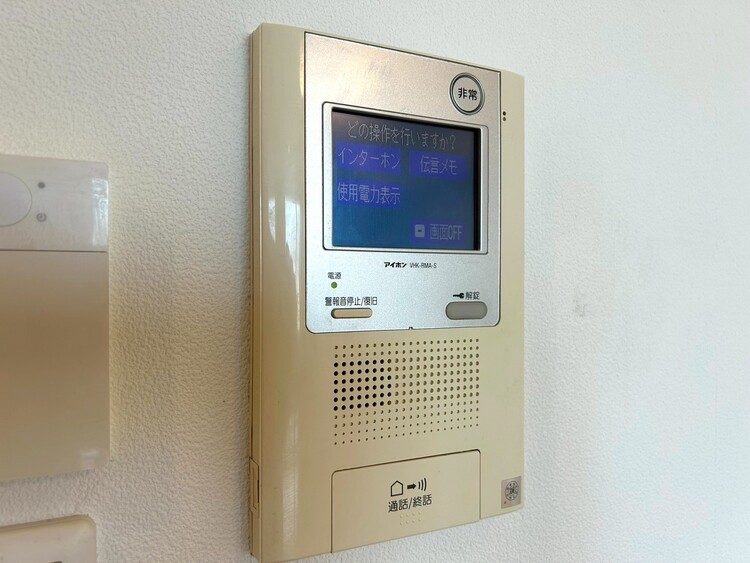 非常
どの操作を行いますか?
インターホン 伝言メモ
使用電力表示
画面OFF
アイホン VHK-RMA-S
電源
警報音停止/復旧
解錠
通話/終話